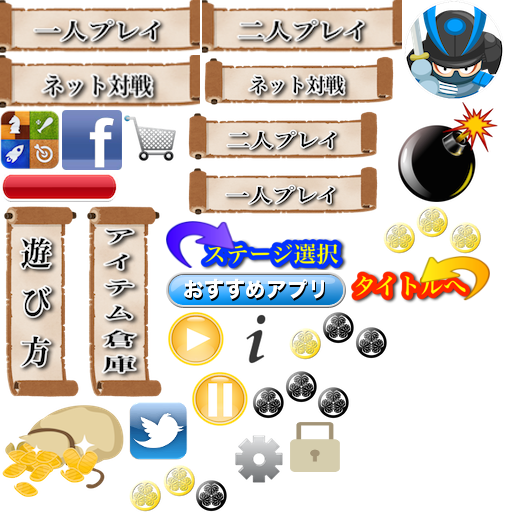 一人プレイ
二人プレイ
ネット対戦
ネット対戦
二人プレイ
一人プレイ
遊び方
アイテム倉庫
ステージ選択
おすすめアプリ
タイトルへ